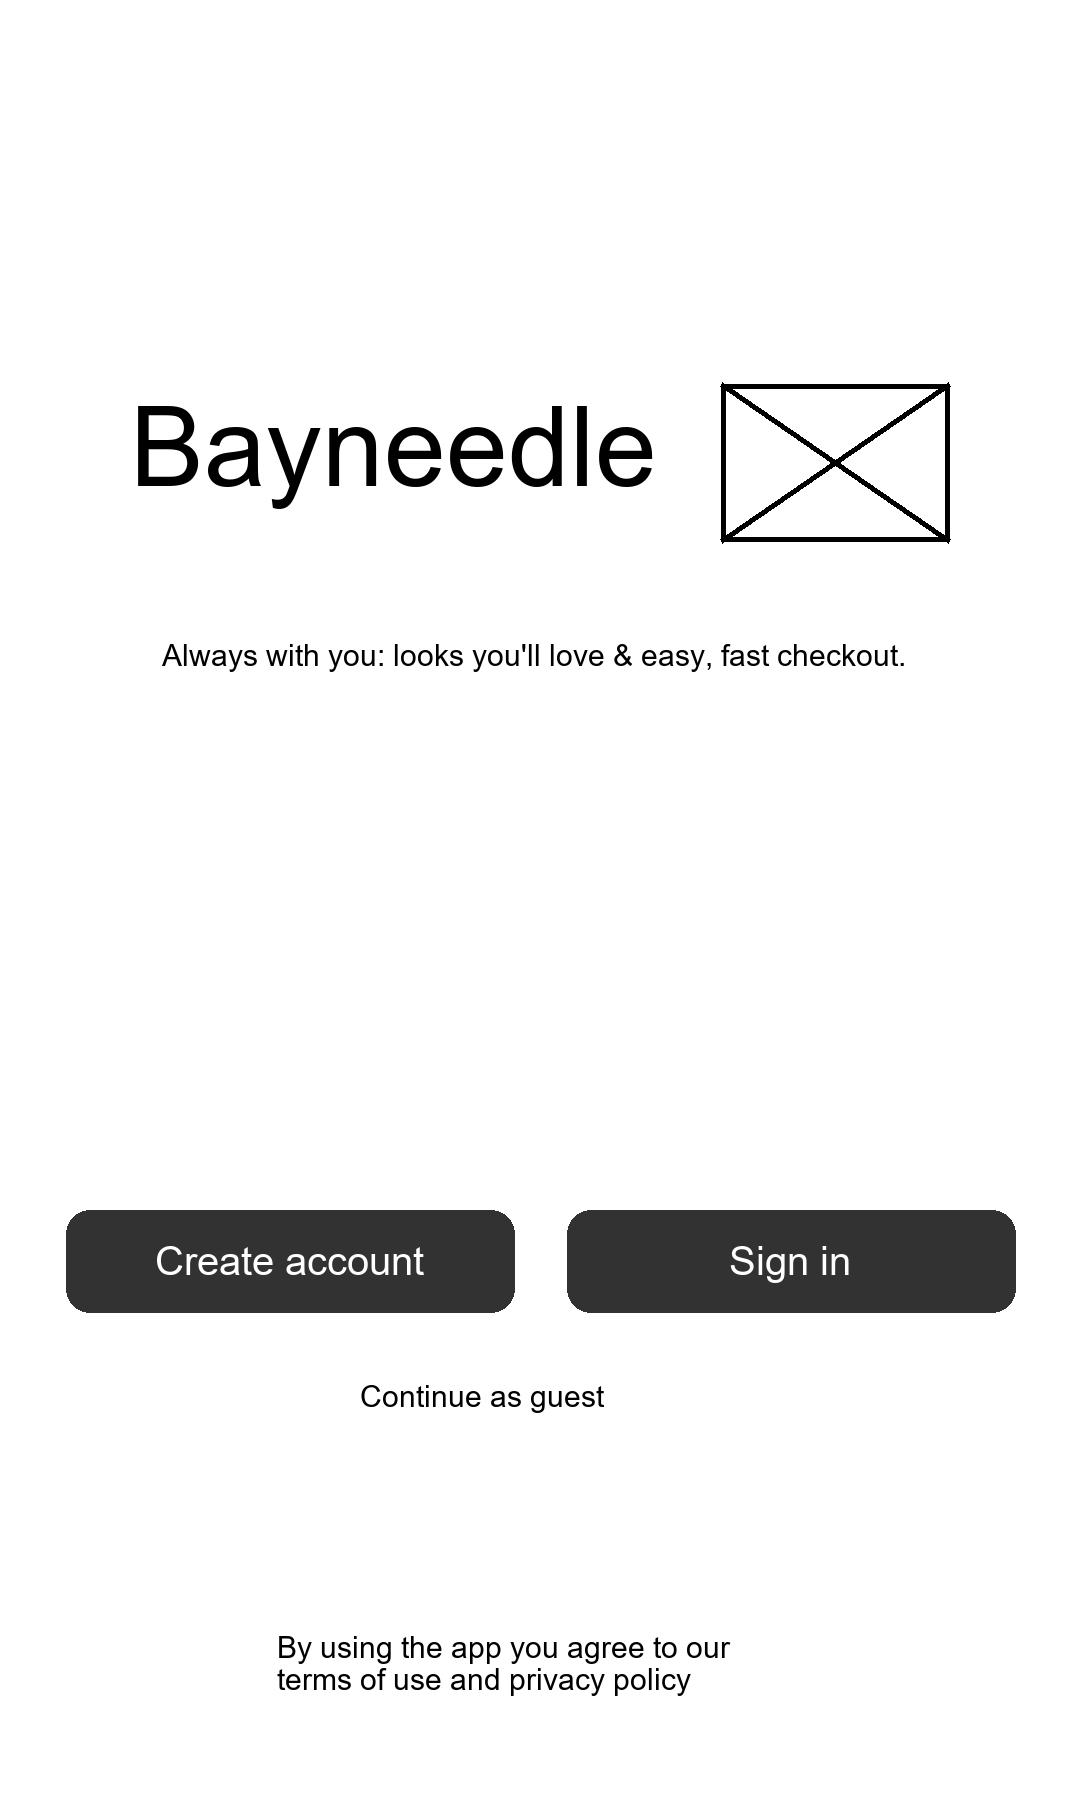 Bayneedle
Always with you: looks you'll love & easy, fast checkout.
Create account
Sign in
Continue as guest
By using the app you agree to our
terms of use and privacy policy